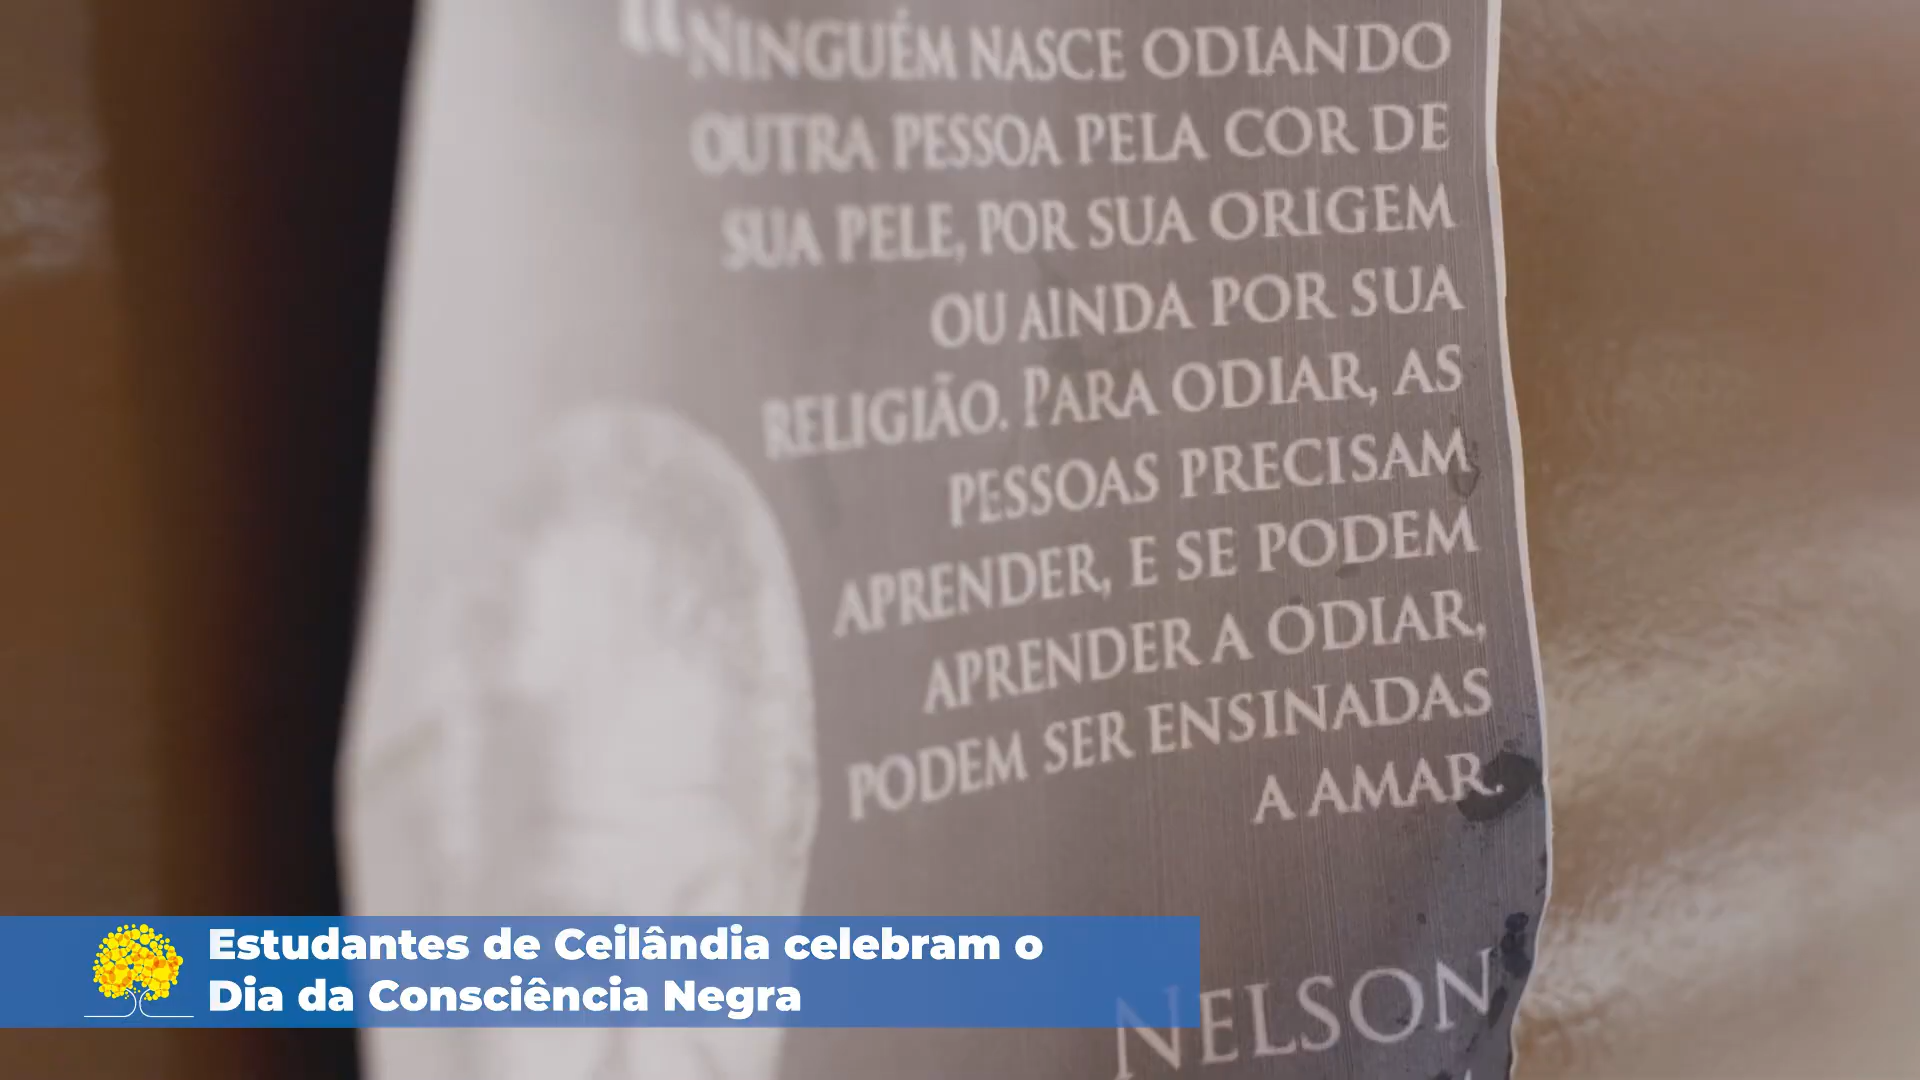 "NINGUÉM NASCE ODIANDO
OUTRA PESSOA PELA COR DE
SUA PELE, POR SUA ORIGEM
OU AINDA POR SUA
RELIGIÃO. PARA ODIAR, AS
PESSOAS PRECISAM
APRENDER, E SE PODEM
APRENDER A ODIAR,
PODEM SER ENSINADAS
A AMAR.
NELSON
Estudantes de Ceilândia celebram o
Dia da Consciência Negra